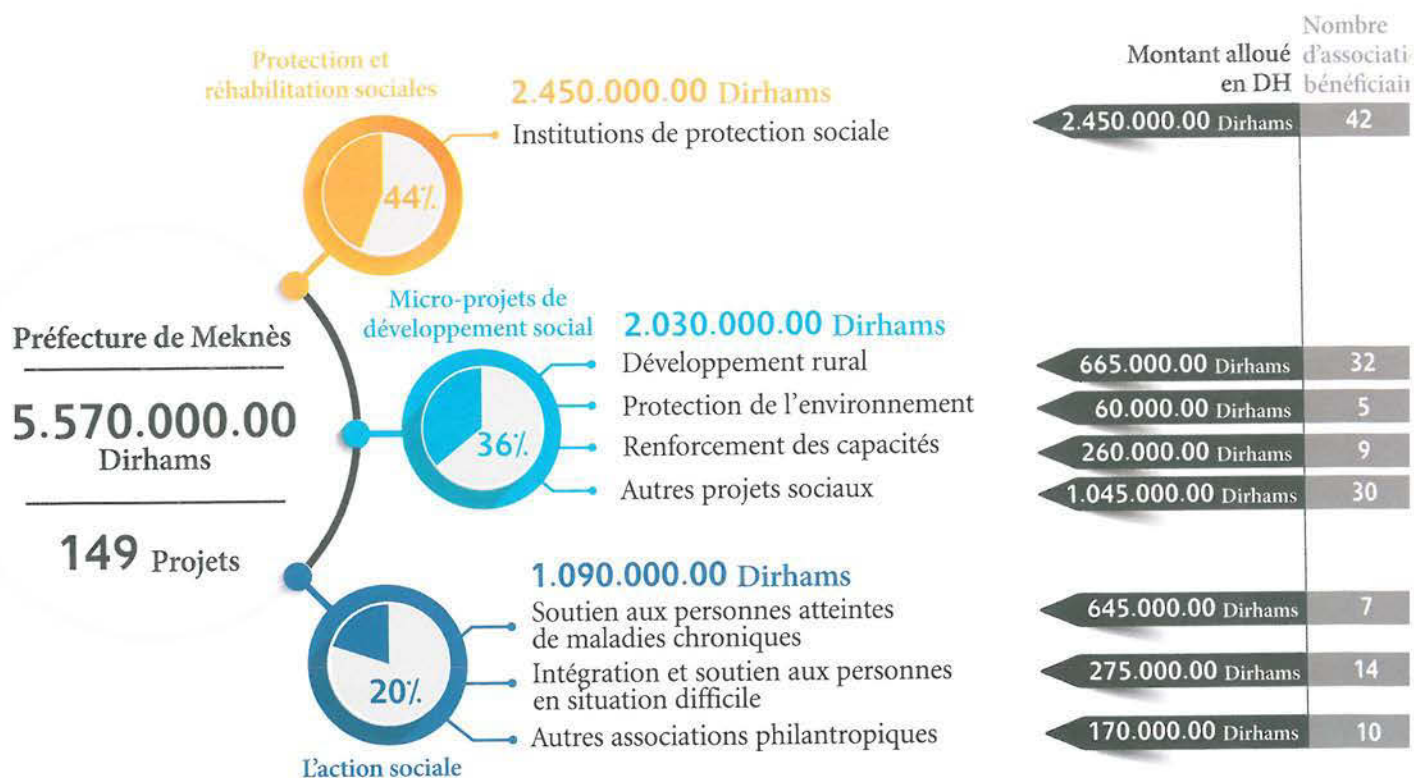 Protection et
réhabilitation sociales
2.450.000.00 Dirhams
Institutions de protection sociale
44%
Montant alloué
en DH
Nombre
d'associati
bénéficiair
2.450.000.00 Dirhams 42
Préfecture de Meknès
5.570.000.00
Dirhams
149 Projets
Micro-projets de
développement social
2.030.000.00 Dirhams
36%
Développement rural
665.000.00 Dirhams 32
Protection de l'environnement
60.000.00 Dirhams 5
Renforcement des capacités
260.000.00 Dirhams 9
Autres projets sociaux
1.045.000.00 Dirhams 30
1.090.000.00 Dirhams
20%
L'action sociale
Soutien aux personnes atteintes
de maladies chroniques
645.000.00 Dirhams 7
Intégration et soutien aux personnes
en situation difficile
275.000.00 Dirhams 14
Autres associations philantropiques
170.000.00 Dirhams 10